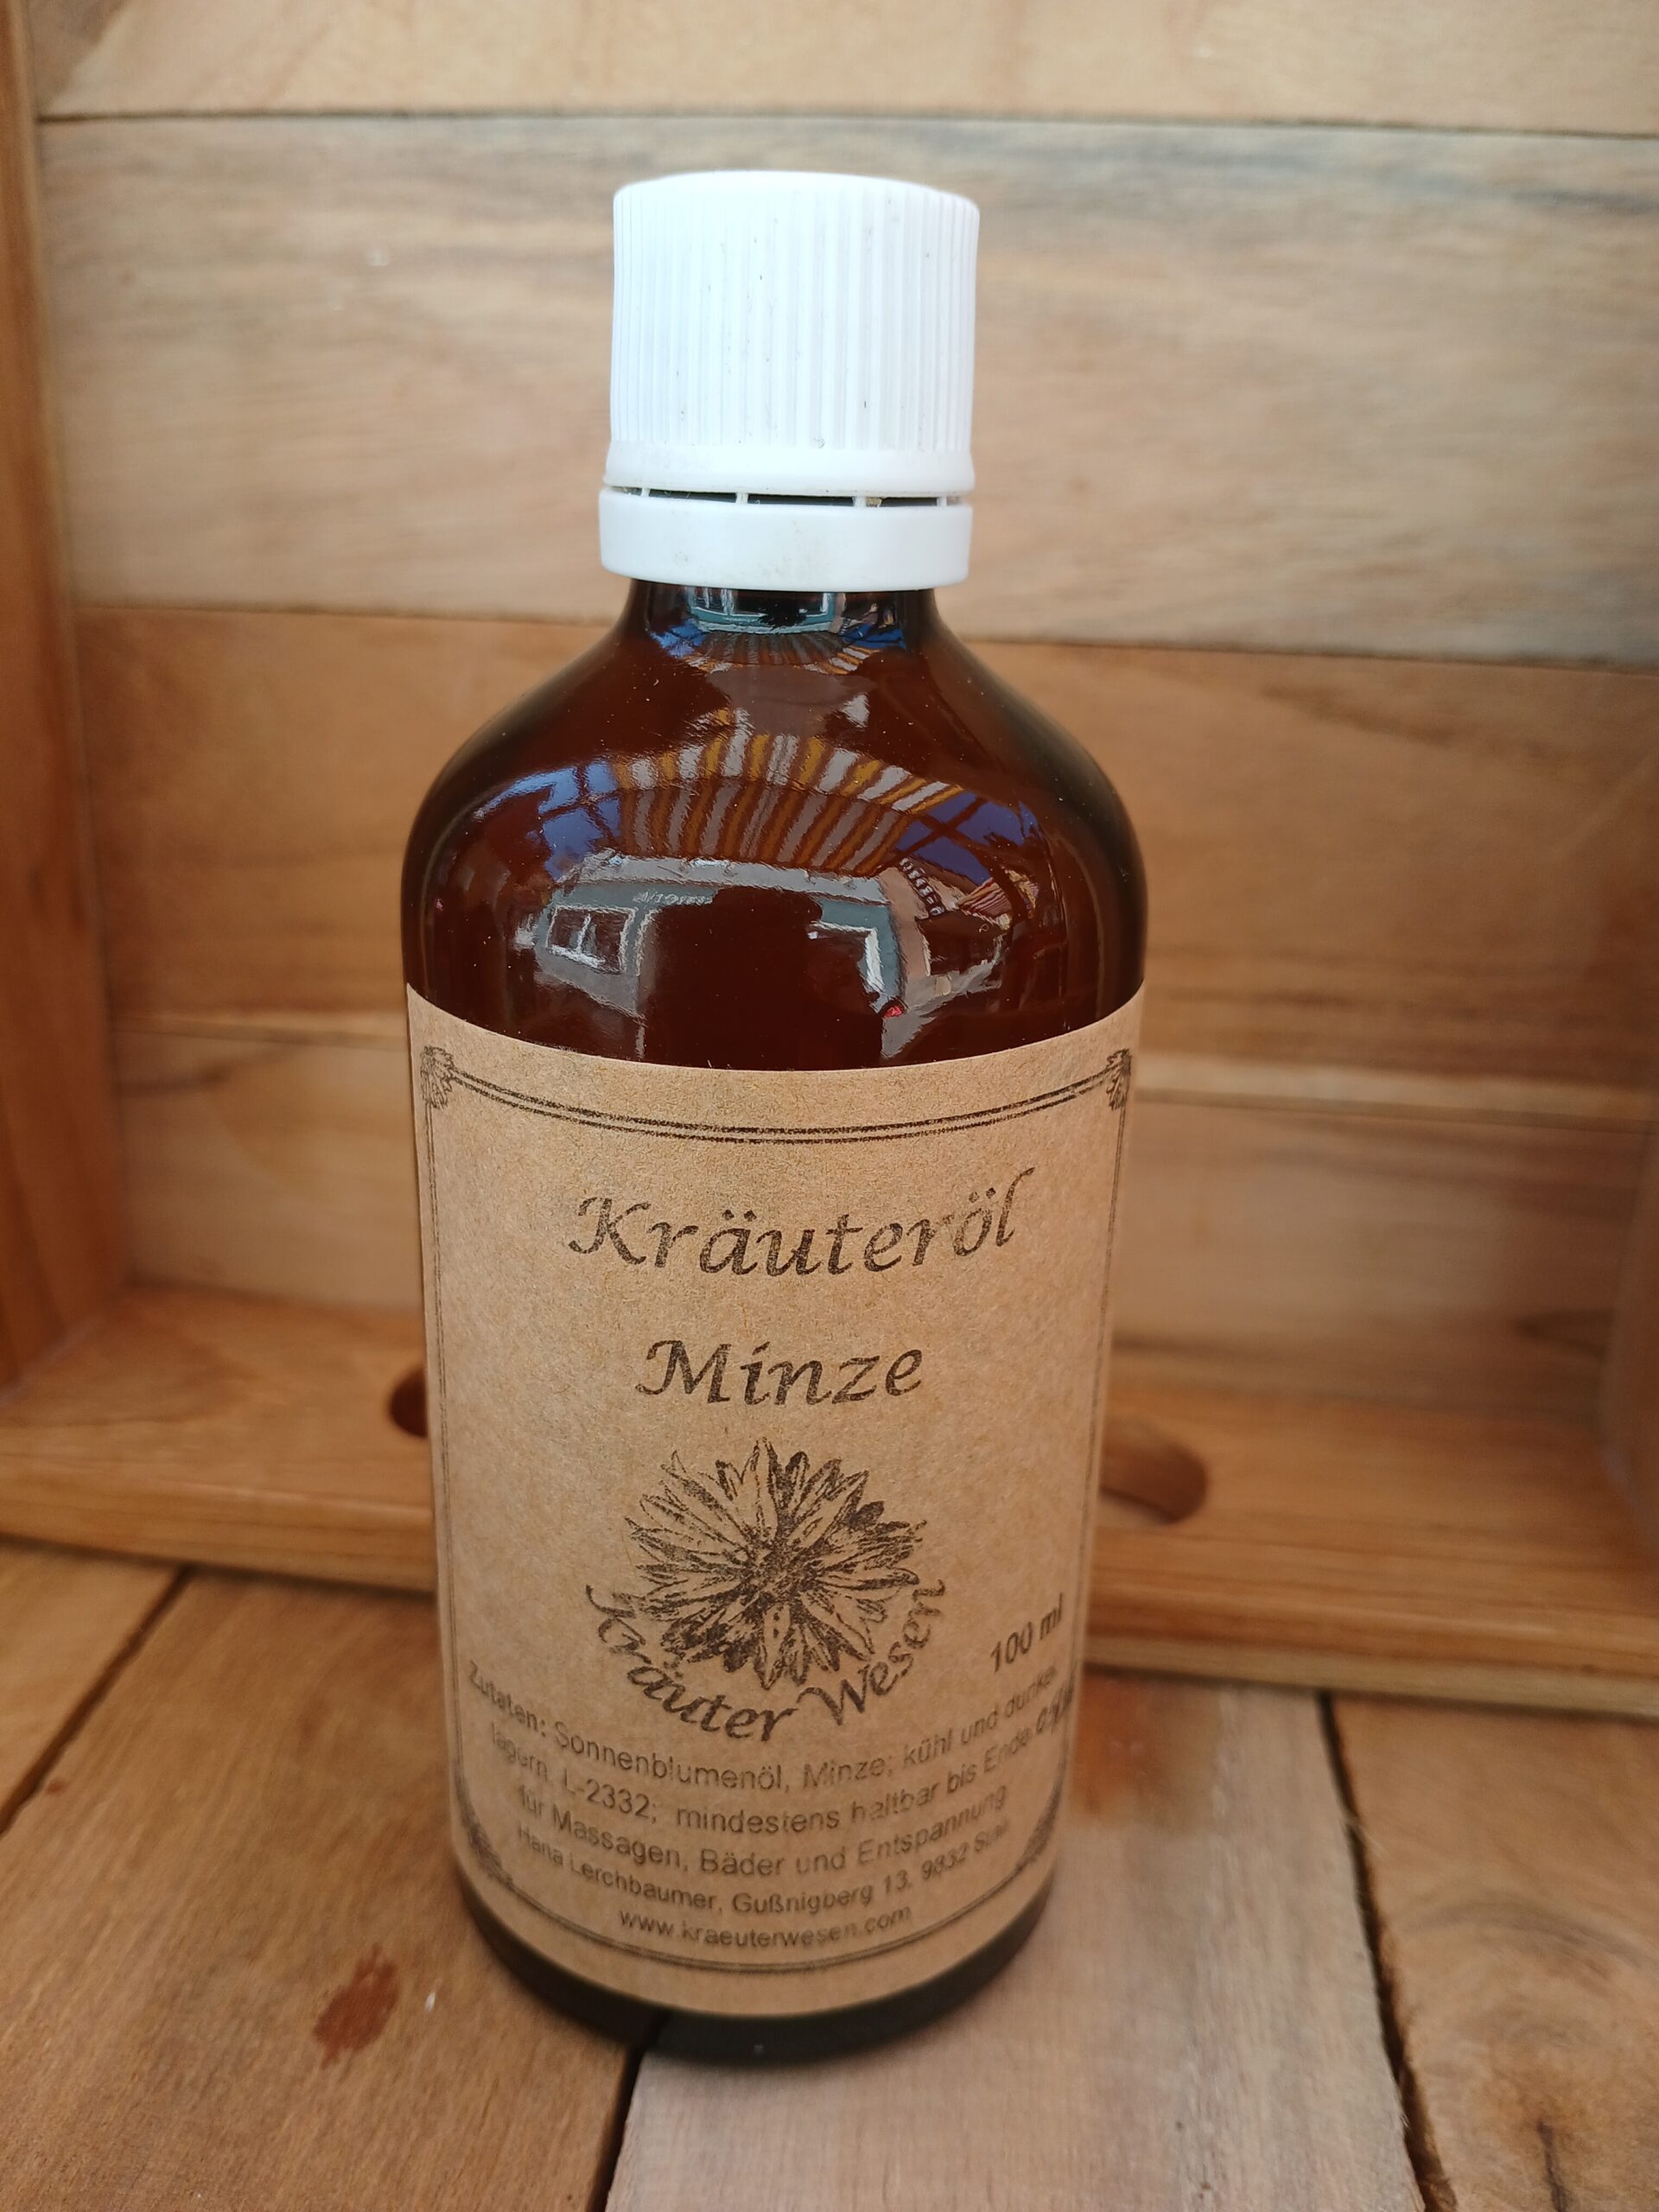 Kräuteröl
Minze
Kräuter Wesen
100 ml
Zutaten: Sonnenblumenöl, Minze; kühl und dunkel
lagern. L-2332; mindestens haltbar bis Ende
für Massagen, Bäder und Entspannung
Hana Lerchbaumer, Gußnigberg 13, 9832 Stall
www.kraeuterwesen.com